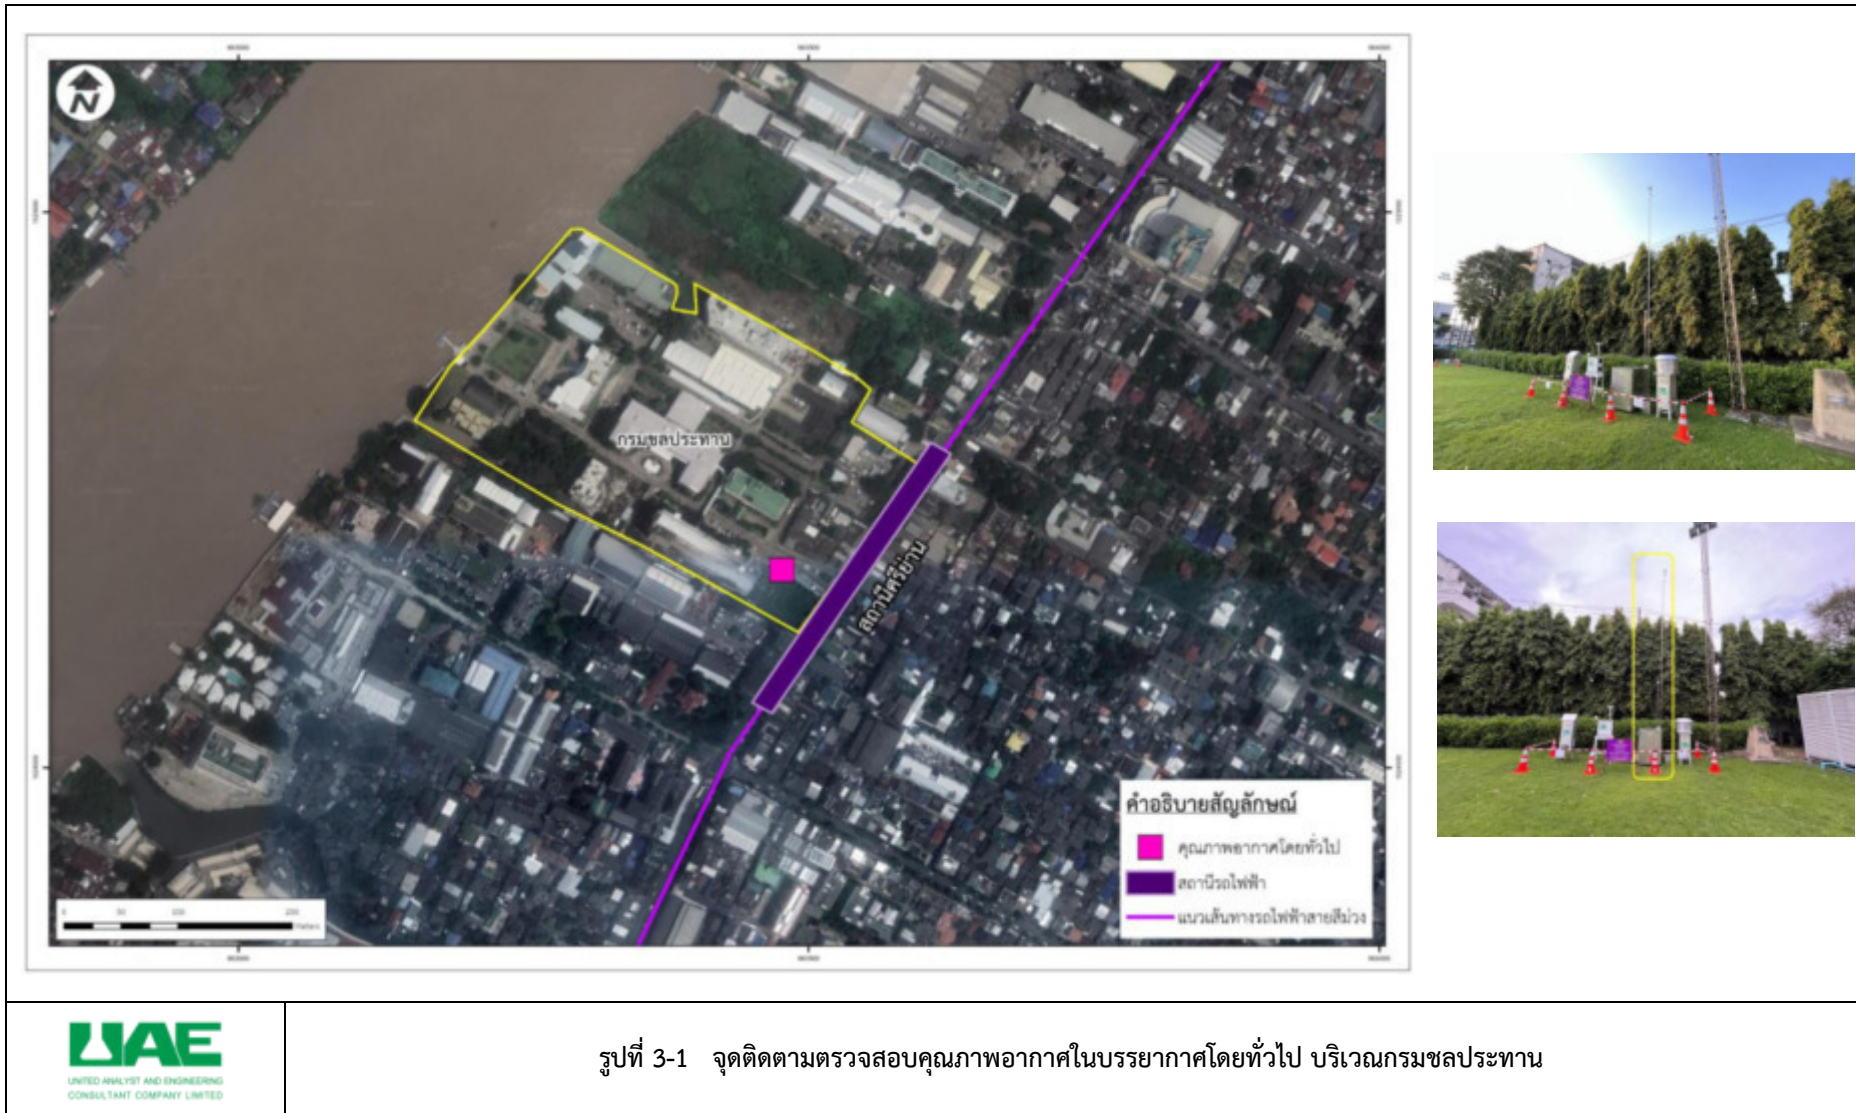 N
กรมชลประทาน
สถานีศรีย่าน
คำอธิบายสัญลักษณ์
คุณภาพอากาศโดยทั่วไป
สถานีรถไฟฟ้า
แนวเส้นทางรถไฟฟ้าสายสีม่วง
0 50 100 200
Meters
UAE
UNITED ANALYST AND ENGINEERING
CONSULTANT COMPANY LIMITED
รูปที่ 3-1 จุดติดตามตรวจสอบคุณภาพอากาศในบรรยากาศโดยทั่วไป บริเวณกรมชลประทาน